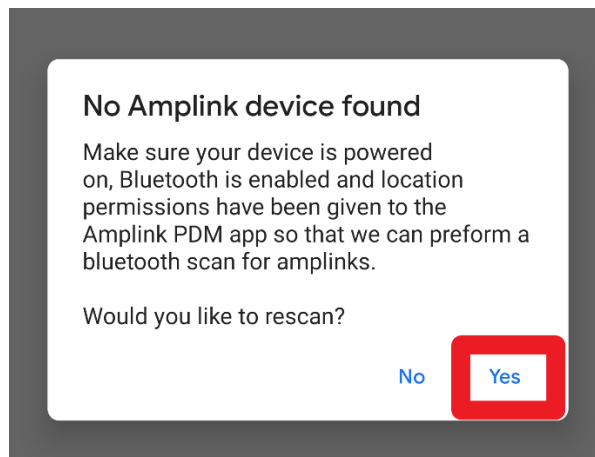 No Amplink device found
Make sure your device is powered
on, Bluetooth is enabled and location
permissions have been given to the
Amplink PDM app so that we can preform a
bluetooth scan for amplinks.
Would you like to rescan?
No Yes